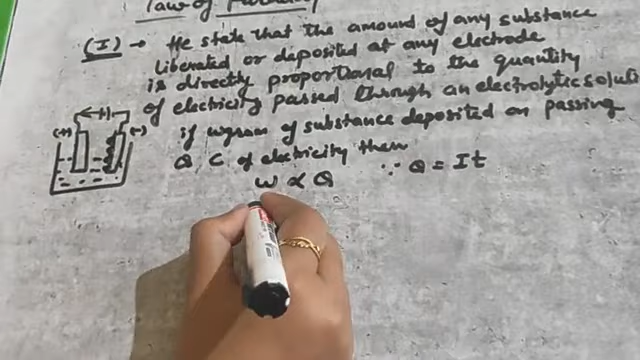 law of Faraday
(I) → He state that the amount of any substance
liberated or deposited at any electrode
is directly proportional to the quantity
of electricity passed through an electrolytic soluti
if wgram of substance deposited on passing
Q C of electricity then
w ∝ Q ∵ Q = It
(+) (-)